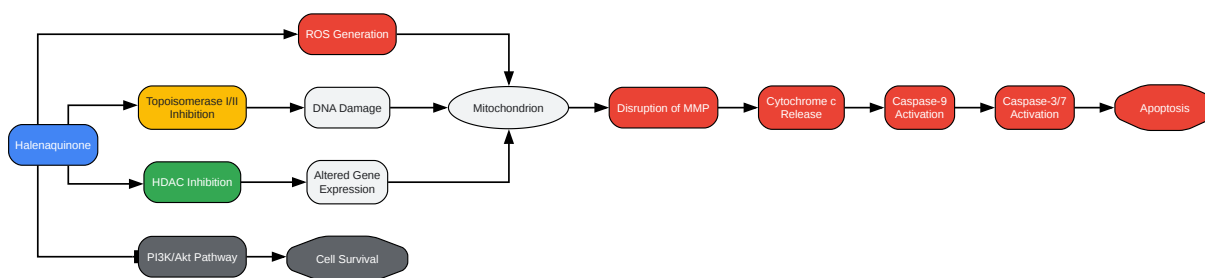 ROS Generation
Topoisomerase I/II
Inhibition
DNA Damage
Mitochondrion
Disruption of MMP
Cytochrome c
Release
Caspase-9
Activation
Caspase-3/7
Activation
Apoptosis
Halenaquinone
HDAC Inhibition
Altered Gene
Expression
PI3K/Akt Pathway
Cell Survival